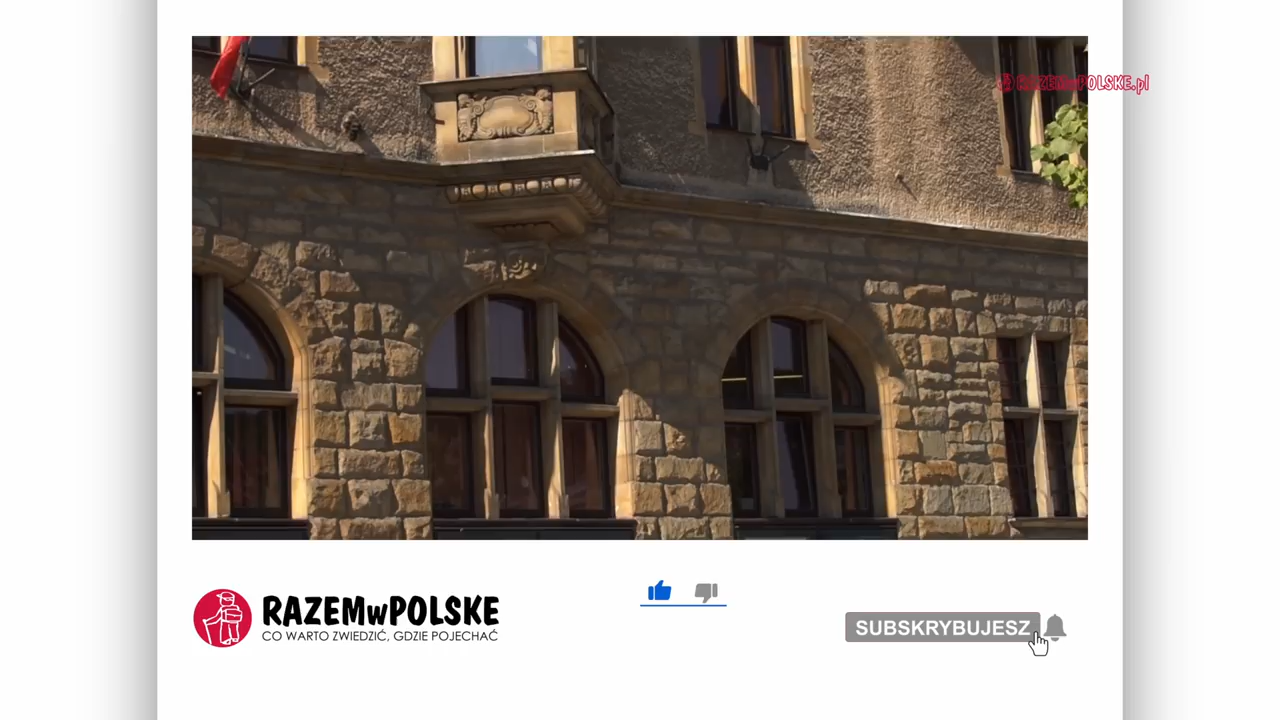 RAZEMwPOLSKE.pl
RAZEMwPOLSKE
CO WARTO ZWIEDZIĆ, GDZIE POJECHAĆ
SUBSKRYBUJESZ